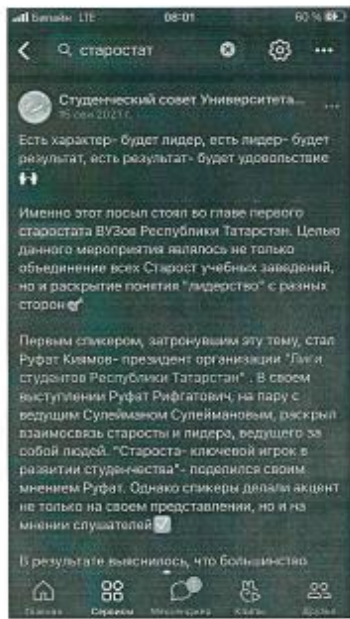 Билайн LTE 08:01 60 %
старостат
Студенческий совет Университета...
15 сен 2021 г.
Есть характер- будет лидер, есть лидер- будет
результат, есть результат- будет удовольствие
Именно этот посыл стоял во главе первого
старостата ВУЗов Республики Татарстан. Целью
данного мероприятия являлось не только
объединение всех Старост учебных заведений,
но и раскрытие понятия "лидерство" с разных
сторон
Первым спикером, затронувшим эту тему, стал
Руфат Киямов- президент организации "Лиги
студентов Республики Татарстан" . В своем
выступлении Руфат Рифгатович, на пару с
ведущим Сулейманом Сулеймановым, раскрыл
взаимосвязь старосты и лидера, ведущего за
собой людей. "Староста- ключевой игрок в
развитии студенчества"- поделился своим
мнением Руфат. Однако спикеры делали акцент
не только на своем представлении, но и на
мнении слушателей
В результате выяснилось, что большинство
Главная Сервисы Мессенджер Клипы Друзья